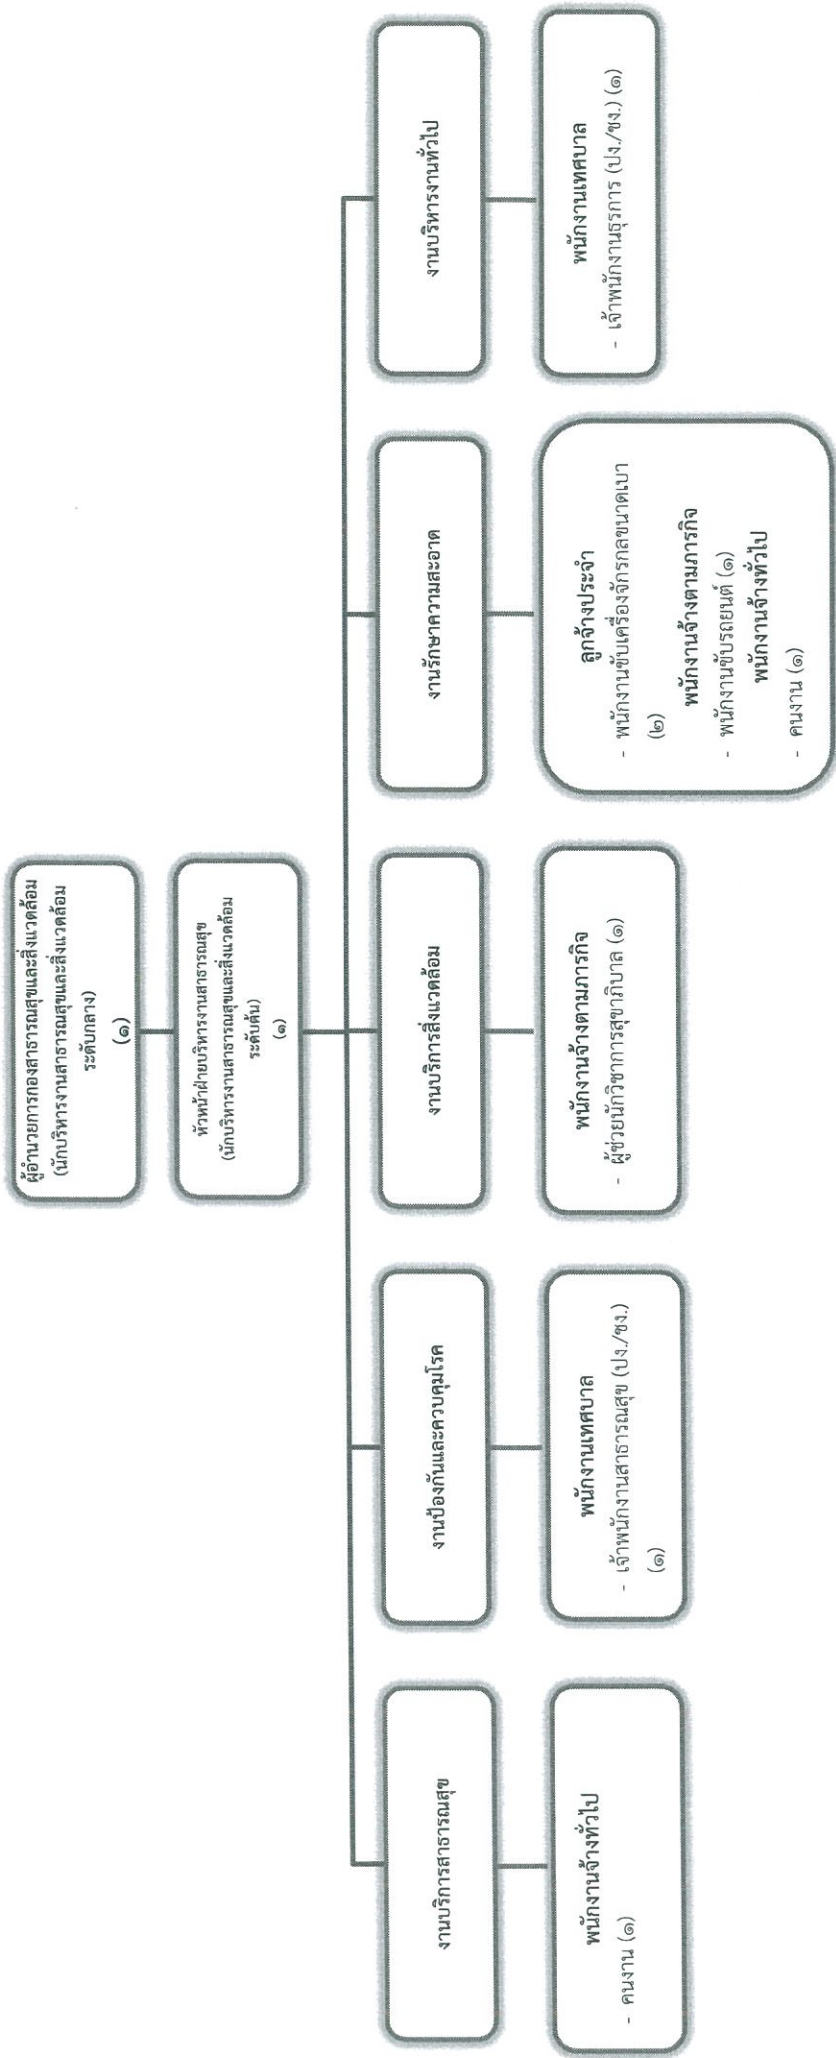 ผู้อำนวยการกองสาธารณสุขและสิ่งแวดล้อม
(นักบริหารงานสาธารณสุขและสิ่งแวดล้อม
ระดับกลาง)
(๑)
หัวหน้าฝ่ายบริหารงานสาธารณสุข
(นักบริหารงานสาธารณสุขและสิ่งแวดล้อม
ระดับต้น)
(๑)
งานบริการสาธารณสุข
งานป้องกันและควบคุมโรค
งานบริการสิ่งแวดล้อม
งานรักษาความสะอาด
งานบริหารงานทั่วไป
พนักงานจ้างทั่วไป
- คนงาน (๑)
พนักงานเทศบาล
- เจ้าพนักงานสาธารณสุข (ปง./ชง.)
(๑)
พนักงานจ้างตามภารกิจ
- ผู้ช่วยนักวิชาการสุขาภิบาล (๑)
ลูกจ้างประจำ
- พนักงานขับเครื่องจักรกลขนาดเบา
(๒)
พนักงานจ้างตามภารกิจ
- พนักงานขับรถยนต์ (๑)
พนักงานจ้างทั่วไป
- คนงาน (๑)
พนักงานเทศบาล
- เจ้าพนักงานธุรการ (ปง./ชง.) (๑)